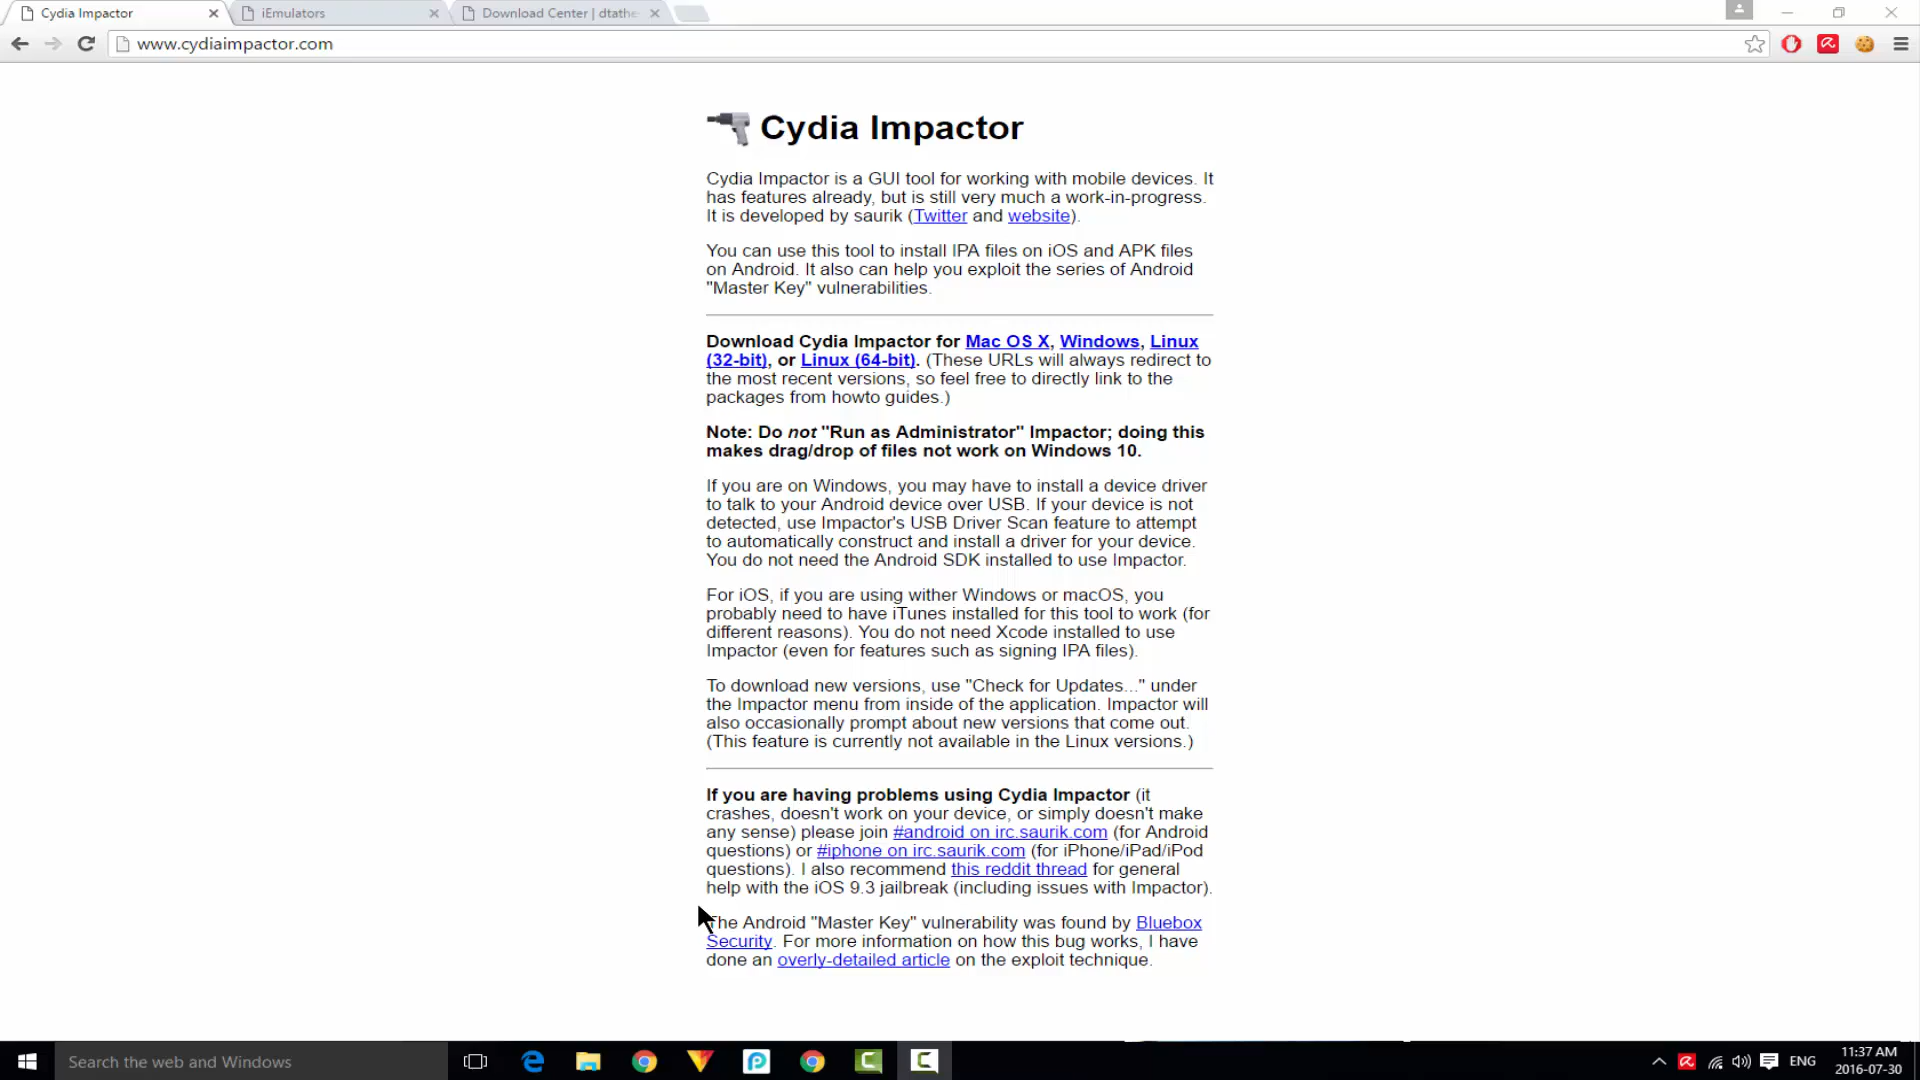 Cydia Impactor
iEmulators
Download Center | dtathe
www.cydiaimpactor.com
Cydia Impactor
Cydia Impactor is a GUI tool for working with mobile devices. It
has features already, but is still very much a work-in-progress.
It is developed by saurik (Twitter and website).
You can use this tool to install IPA files on iOS and APK files
on Android. It also can help you exploit the series of Android
"Master Key" vulnerabilities.
Download Cydia Impactor for Mac OS X, Windows, Linux
(32-bit), or Linux (64-bit). (These URLs will always redirect to
the most recent versions, so feel free to directly link to the
packages from howto guides.)
Note: Do not "Run as Administrator" Impactor; doing this
makes drag/drop of files not work on Windows 10.
If you are on Windows, you may have to install a device driver
to talk to your Android device over USB. If your device is not
detected, use Impactor's USB Driver Scan feature to attempt
to automatically construct and install a driver for your device.
You do not need the Android SDK installed to use Impactor.
For iOS, if you are using wither Windows or macOS, you
probably need to have iTunes installed for this tool to work (for
different reasons). You do not need Xcode installed to use
Impactor (even for features such as signing IPA files).
To download new versions, use "Check for Updates..." under
the Impactor menu from inside of the application. Impactor will
also occasionally prompt about new versions that come out.
(This feature is currently not available in the Linux versions.)
If you are having problems using Cydia Impactor (it
crashes, doesn't work on your device, or simply doesn't make
any sense) please join #android on irc.saurik.com (for Android
questions) or #iphone on irc.saurik.com (for iPhone/iPad/iPod
questions). I also recommend this reddit thread for general
help with the iOS 9.3 jailbreak (including issues with Impactor).
The Android "Master Key" vulnerability was found by Bluebox
Security. For more information on how this bug works, I have
done an overly-detailed article on the exploit technique.
Search the web and Windows
ENG
11:37 AM
2016-07-30